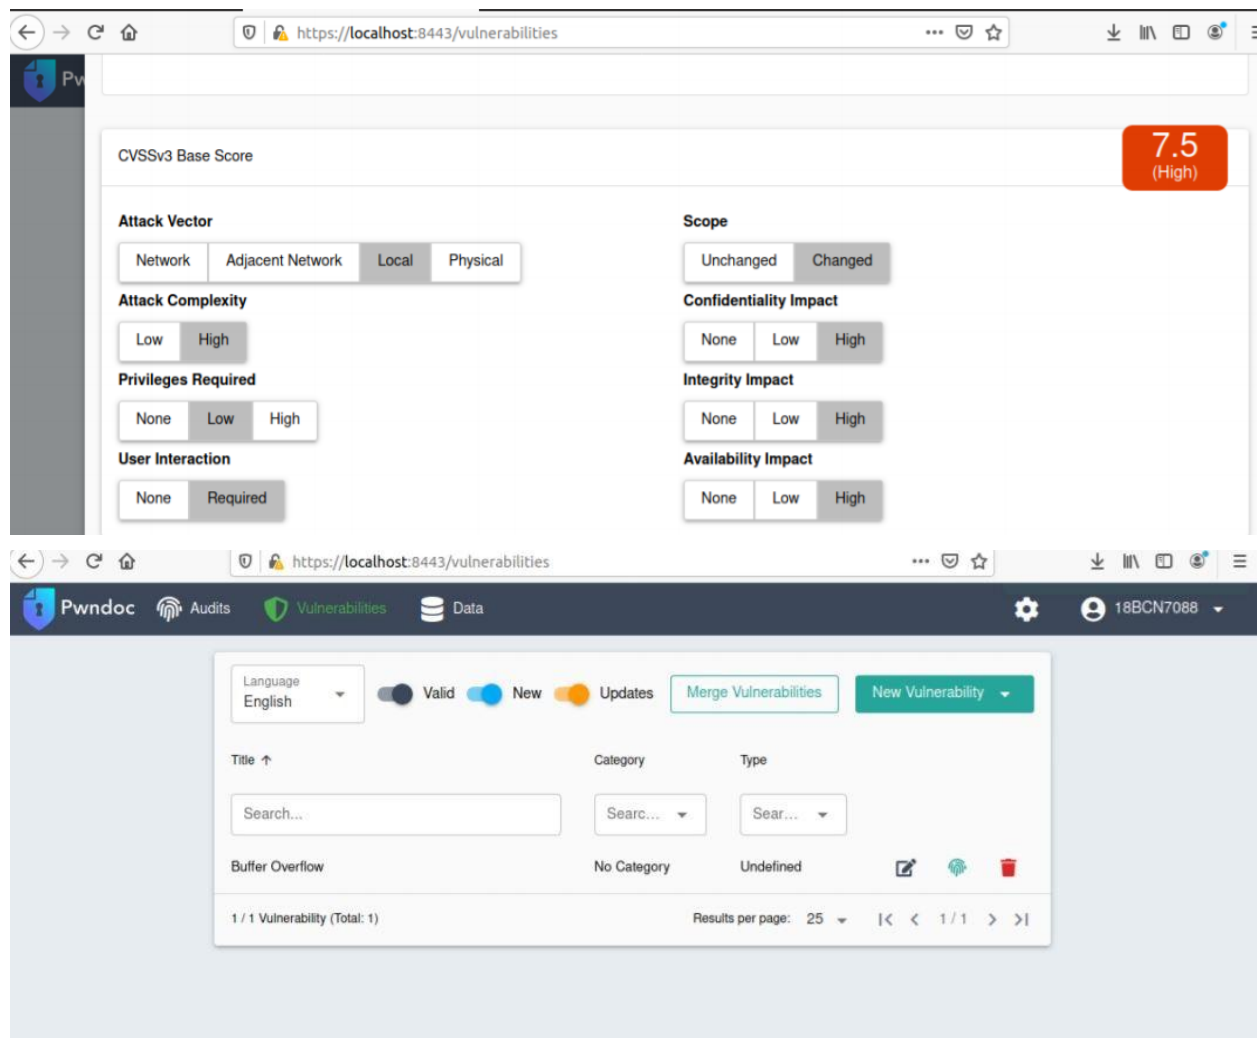 https://localhost:8443/vulnerabilities
Pw
CVSSv3 Base Score
7.5
(High)
Attack Vector
Scope
Network Adjacent Network Local Physical
Unchanged Changed
Attack Complexity
Confidentiality Impact
Low High
None Low High
Privileges Required
Integrity Impact
None Low High
None Low High
User Interaction
Availability Impact
None Required
None Low High
https://localhost:8443/vulnerabilities
Pwndoc Audits Vulnerabilities Data 18BCN7088
Language
English
Valid New Updates Merge Vulnerabilities New Vulnerability
Title Category Type
Search... Searc... Sear...
Buffer Overflow No Category Undefined
1 / 1 Vulnerability (Total: 1) Results per page: 25 1 / 1